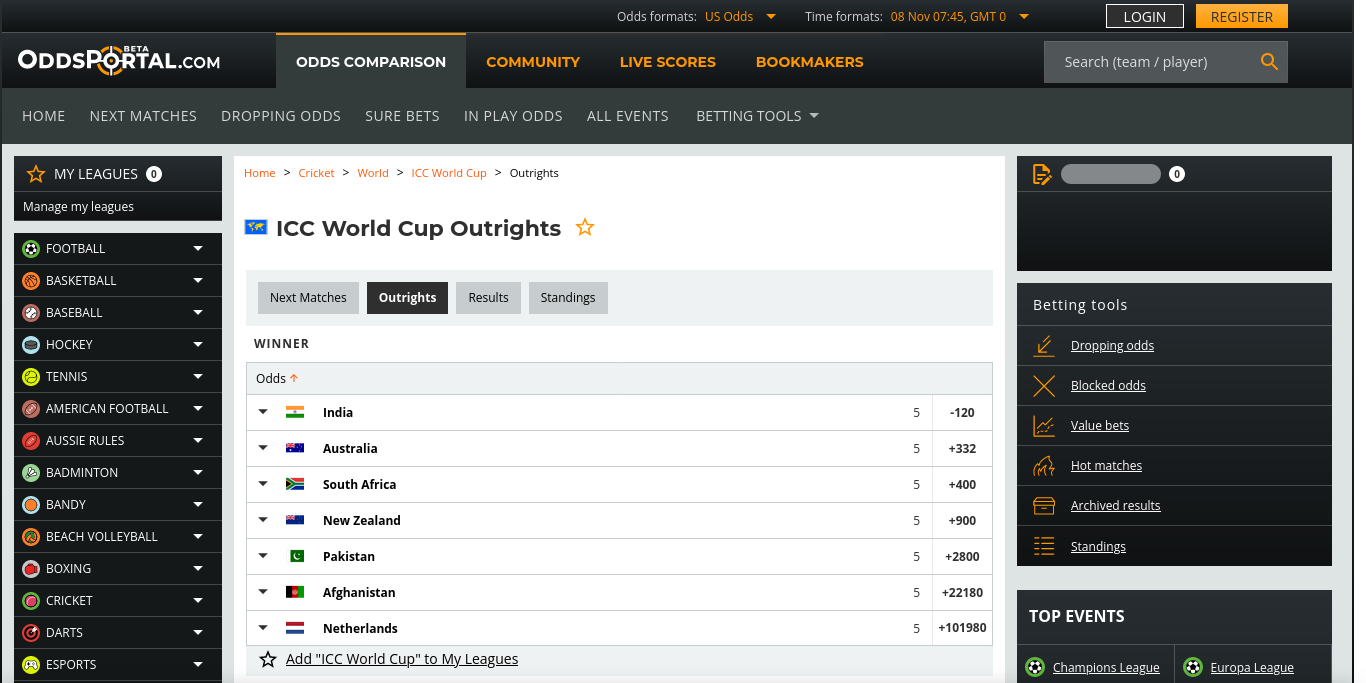 Odds formats: US Odds Time formats: 08 Nov 07:45, GMT 0 LOGIN REGISTER
ODDSPORTAL.COM BETA
ODDS COMPARISON COMMUNITY LIVE SCORES BOOKMAKERS Search (team / player)
HOME NEXT MATCHES DROPPING ODDS SURE BETS IN PLAY ODDS ALL EVENTS BETTING TOOLS
MY LEAGUES 0
Manage my leagues
FOOTBALL
BASKETBALL
BASEBALL
HOCKEY
TENNIS
AMERICAN FOOTBALL
AUSSIE RULES
BADMINTON
BANDY
BEACH VOLLEYBALL
BOXING
CRICKET
DARTS
ESPORTS
Home > Cricket > World > ICC World Cup > Outrights
ICC World Cup Outrights
Next Matches Outrights Results Standings
WINNER
Odds
India 5 -120
Australia 5 +332
South Africa 5 +400
New Zealand 5 +900
Pakistan 5 +2800
Afghanistan 5 +22180
Netherlands 5 +101980
Add "ICC World Cup" to My Leagues
0
Betting tools
Dropping odds
Blocked odds
Value bets
Hot matches
Archived results
Standings
TOP EVENTS
Champions League Europa League